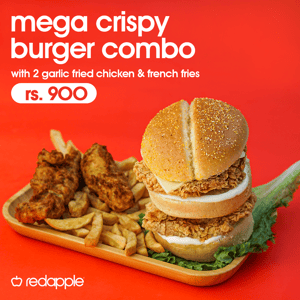 mega crispy
burger combo
with 2 garlic fried chicken & french fries
rs. 900
redapple